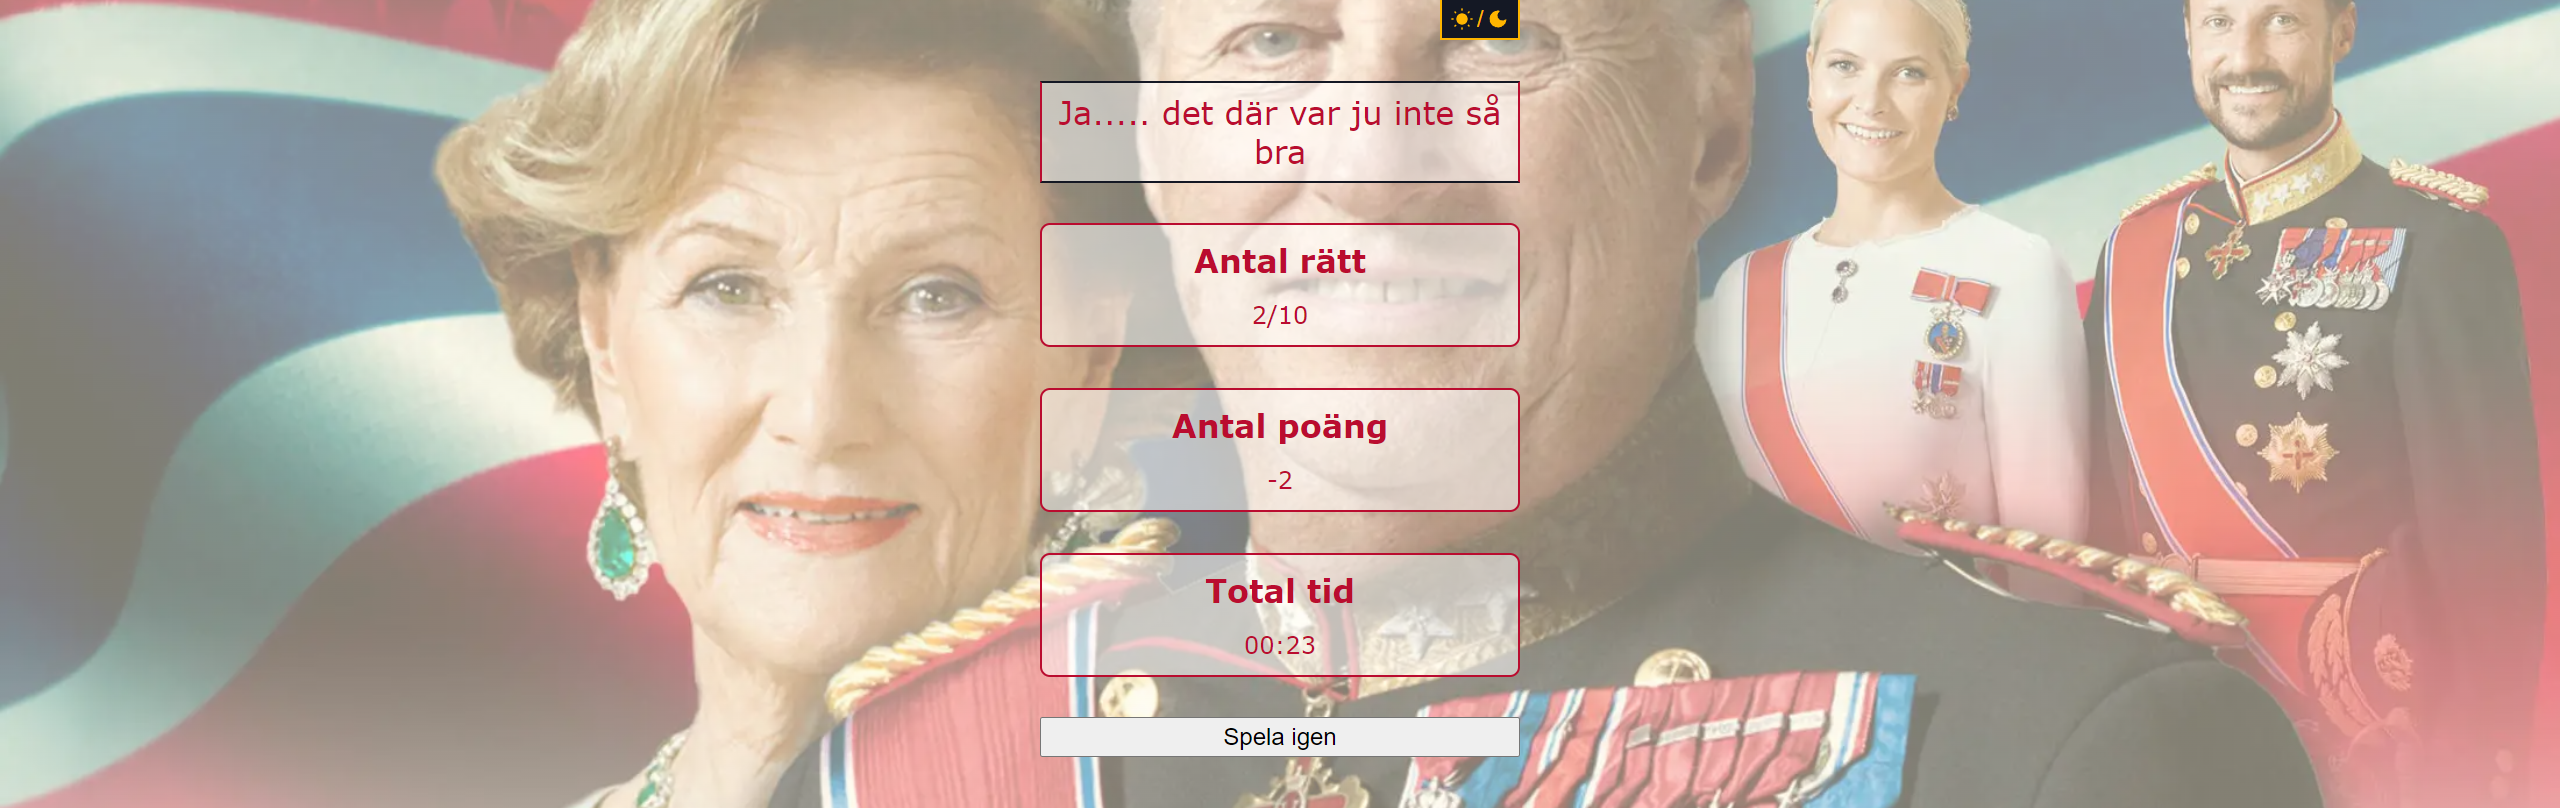 /
Ja..... det där var ju inte så
bra
Antal rätt
2/10
Antal poäng
-2
Total tid
00:23
Spela igen